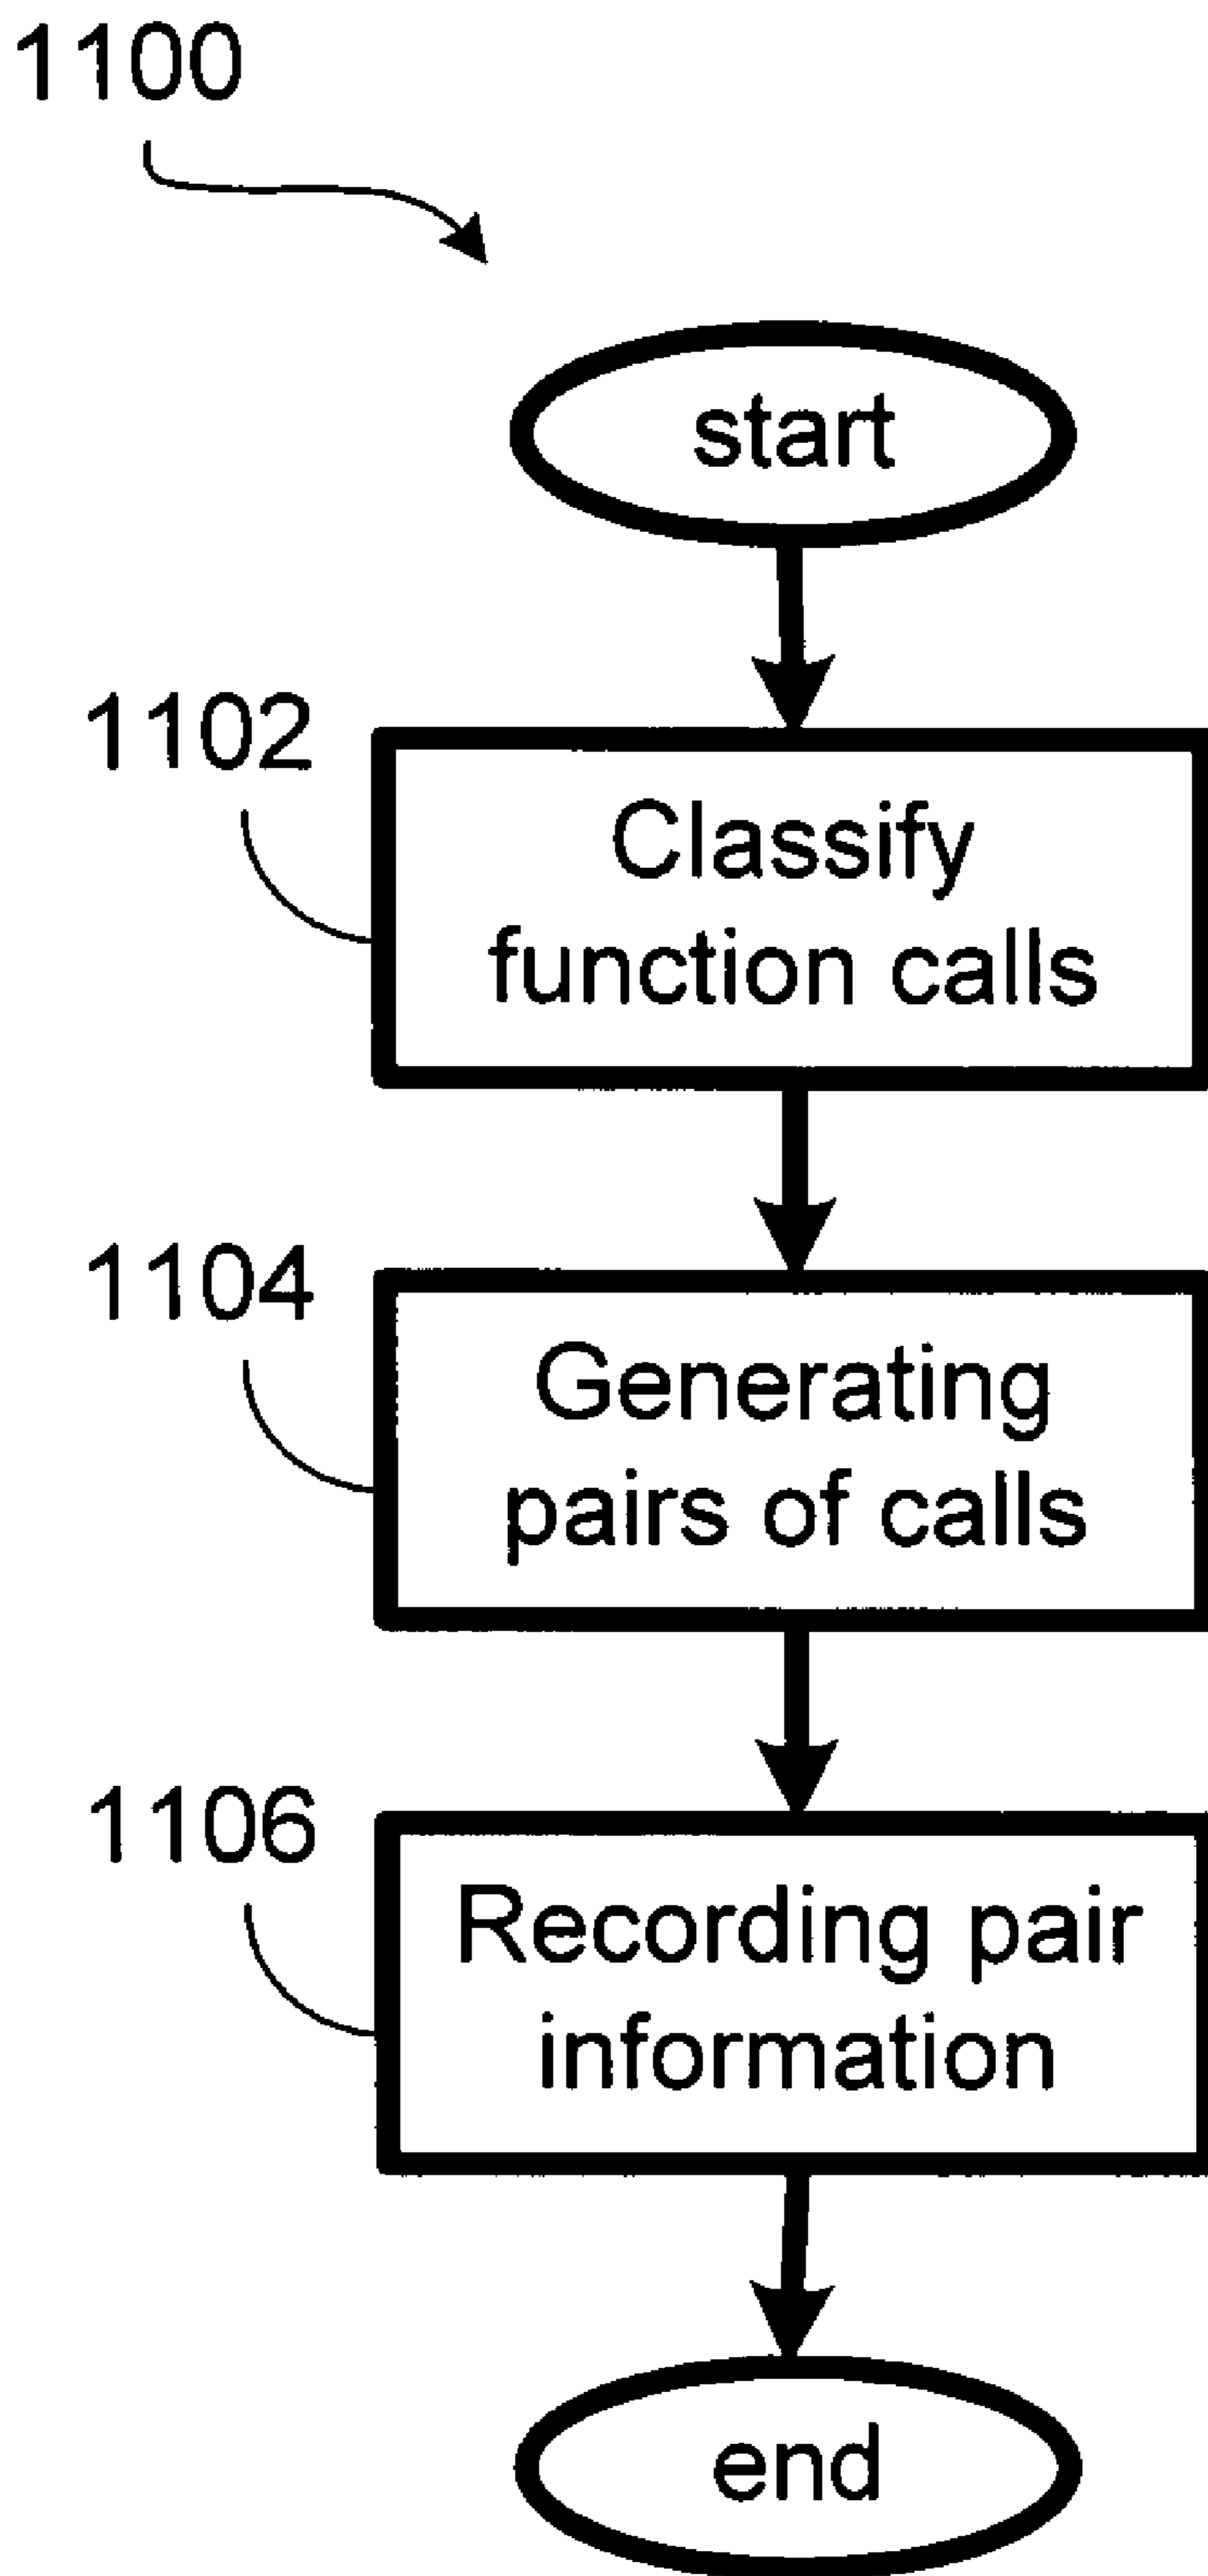 1100
start
1102
Classify
function calls
1104
Generating
pairs of calls
1106
Recording pair
information
end